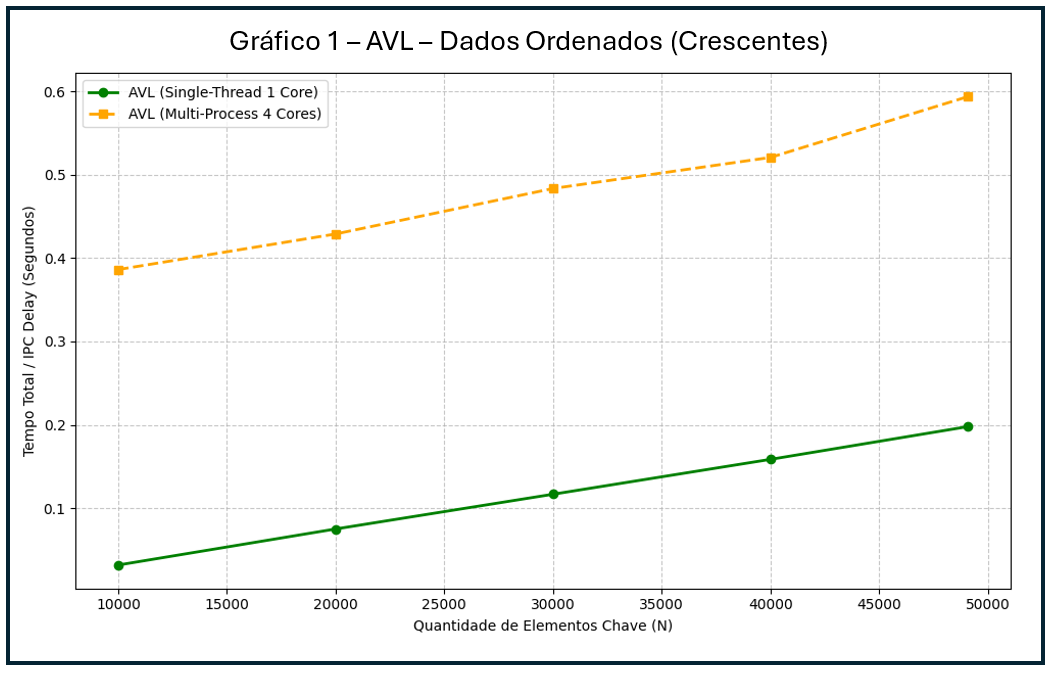 Gráfico 1 – AVL – Dados Ordenados (Crescentes)
AVL (Single-Thread 1 Core)
AVL (Multi-Process 4 Cores)
Tempo Total / IPC Delay (Segundos)
0.6
0.5
0.4
0.3
0.2
0.1
10000 15000 20000 25000 30000 35000 40000 45000 50000
Quantidade de Elementos Chave (N)